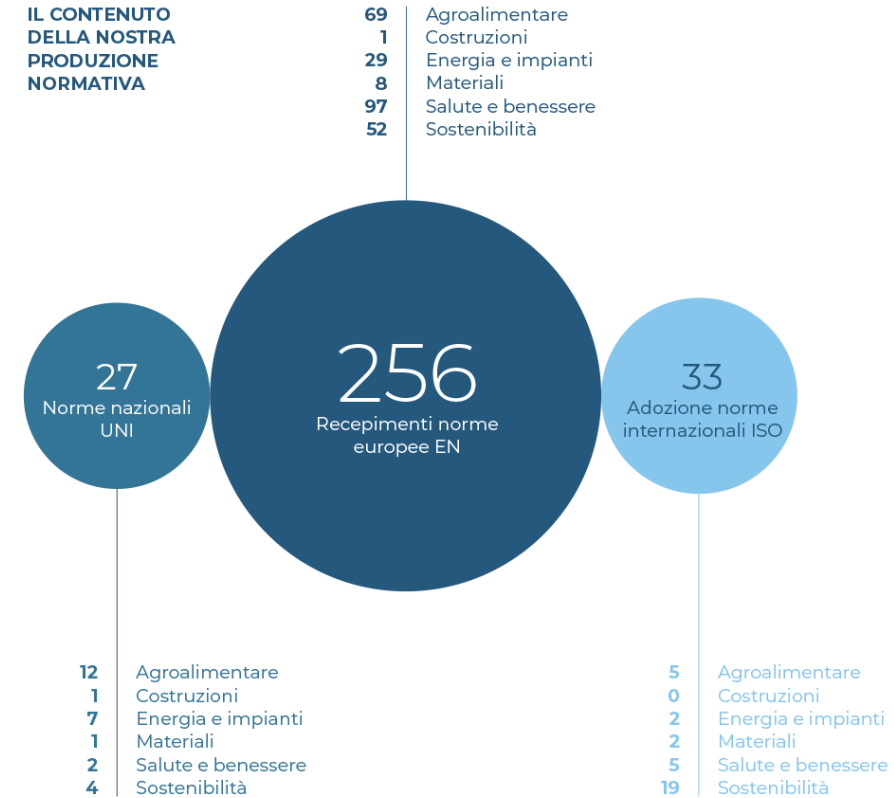 IL CONTENUTO
DELLA NOSTRA
PRODUZIONE
NORMATIVA
69 Agroalimentare
1 Costruzioni
29 Energia e impianti
8 Materiali
97 Salute e benessere
52 Sostenibilità
27
Norme nazionali
UNI
256
Recepimenti norme
europee EN
33
Adozione norme
internazionali ISO
12 Agroalimentare
1 Costruzioni
7 Energia e impianti
1 Materiali
2 Salute e benessere
4 Sostenibilità
5 Agroalimentare
0 Costruzioni
2 Energia e impianti
2 Materiali
5 Salute e benessere
19 Sostenibilità